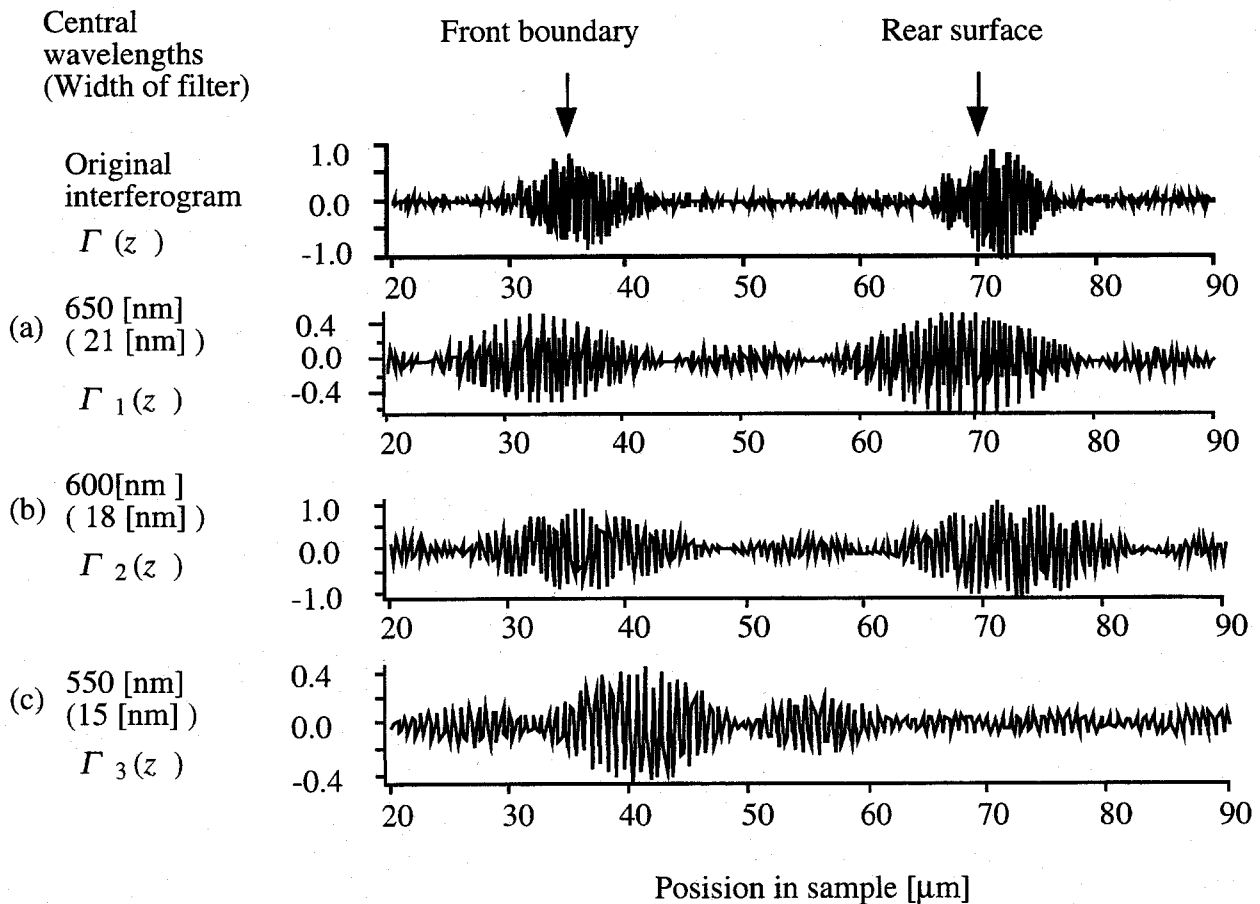 Central
wavelengths
(Width of filter)
Front boundary
Rear surface
Original
interferogram
Γ (z )
1.0
0.0
-1.0
20 30 40 50 60 70 80 90
(a) 650 [nm]
( 21 [nm] )
Γ 1 (z )
0.4
0.0
-0.4
20 30 40 50 60 70 80 90
(b) 600[nm ]
( 18 [nm] )
Γ 2 (z )
1.0
0.0
-1.0
20 30 40 50 60 70 80 90
(c) 550 [nm]
(15 [nm] )
Γ 3 (z )
0.4
0.0
-0.4
20 30 40 50 60 70 80 90
Posision in sample [μm]